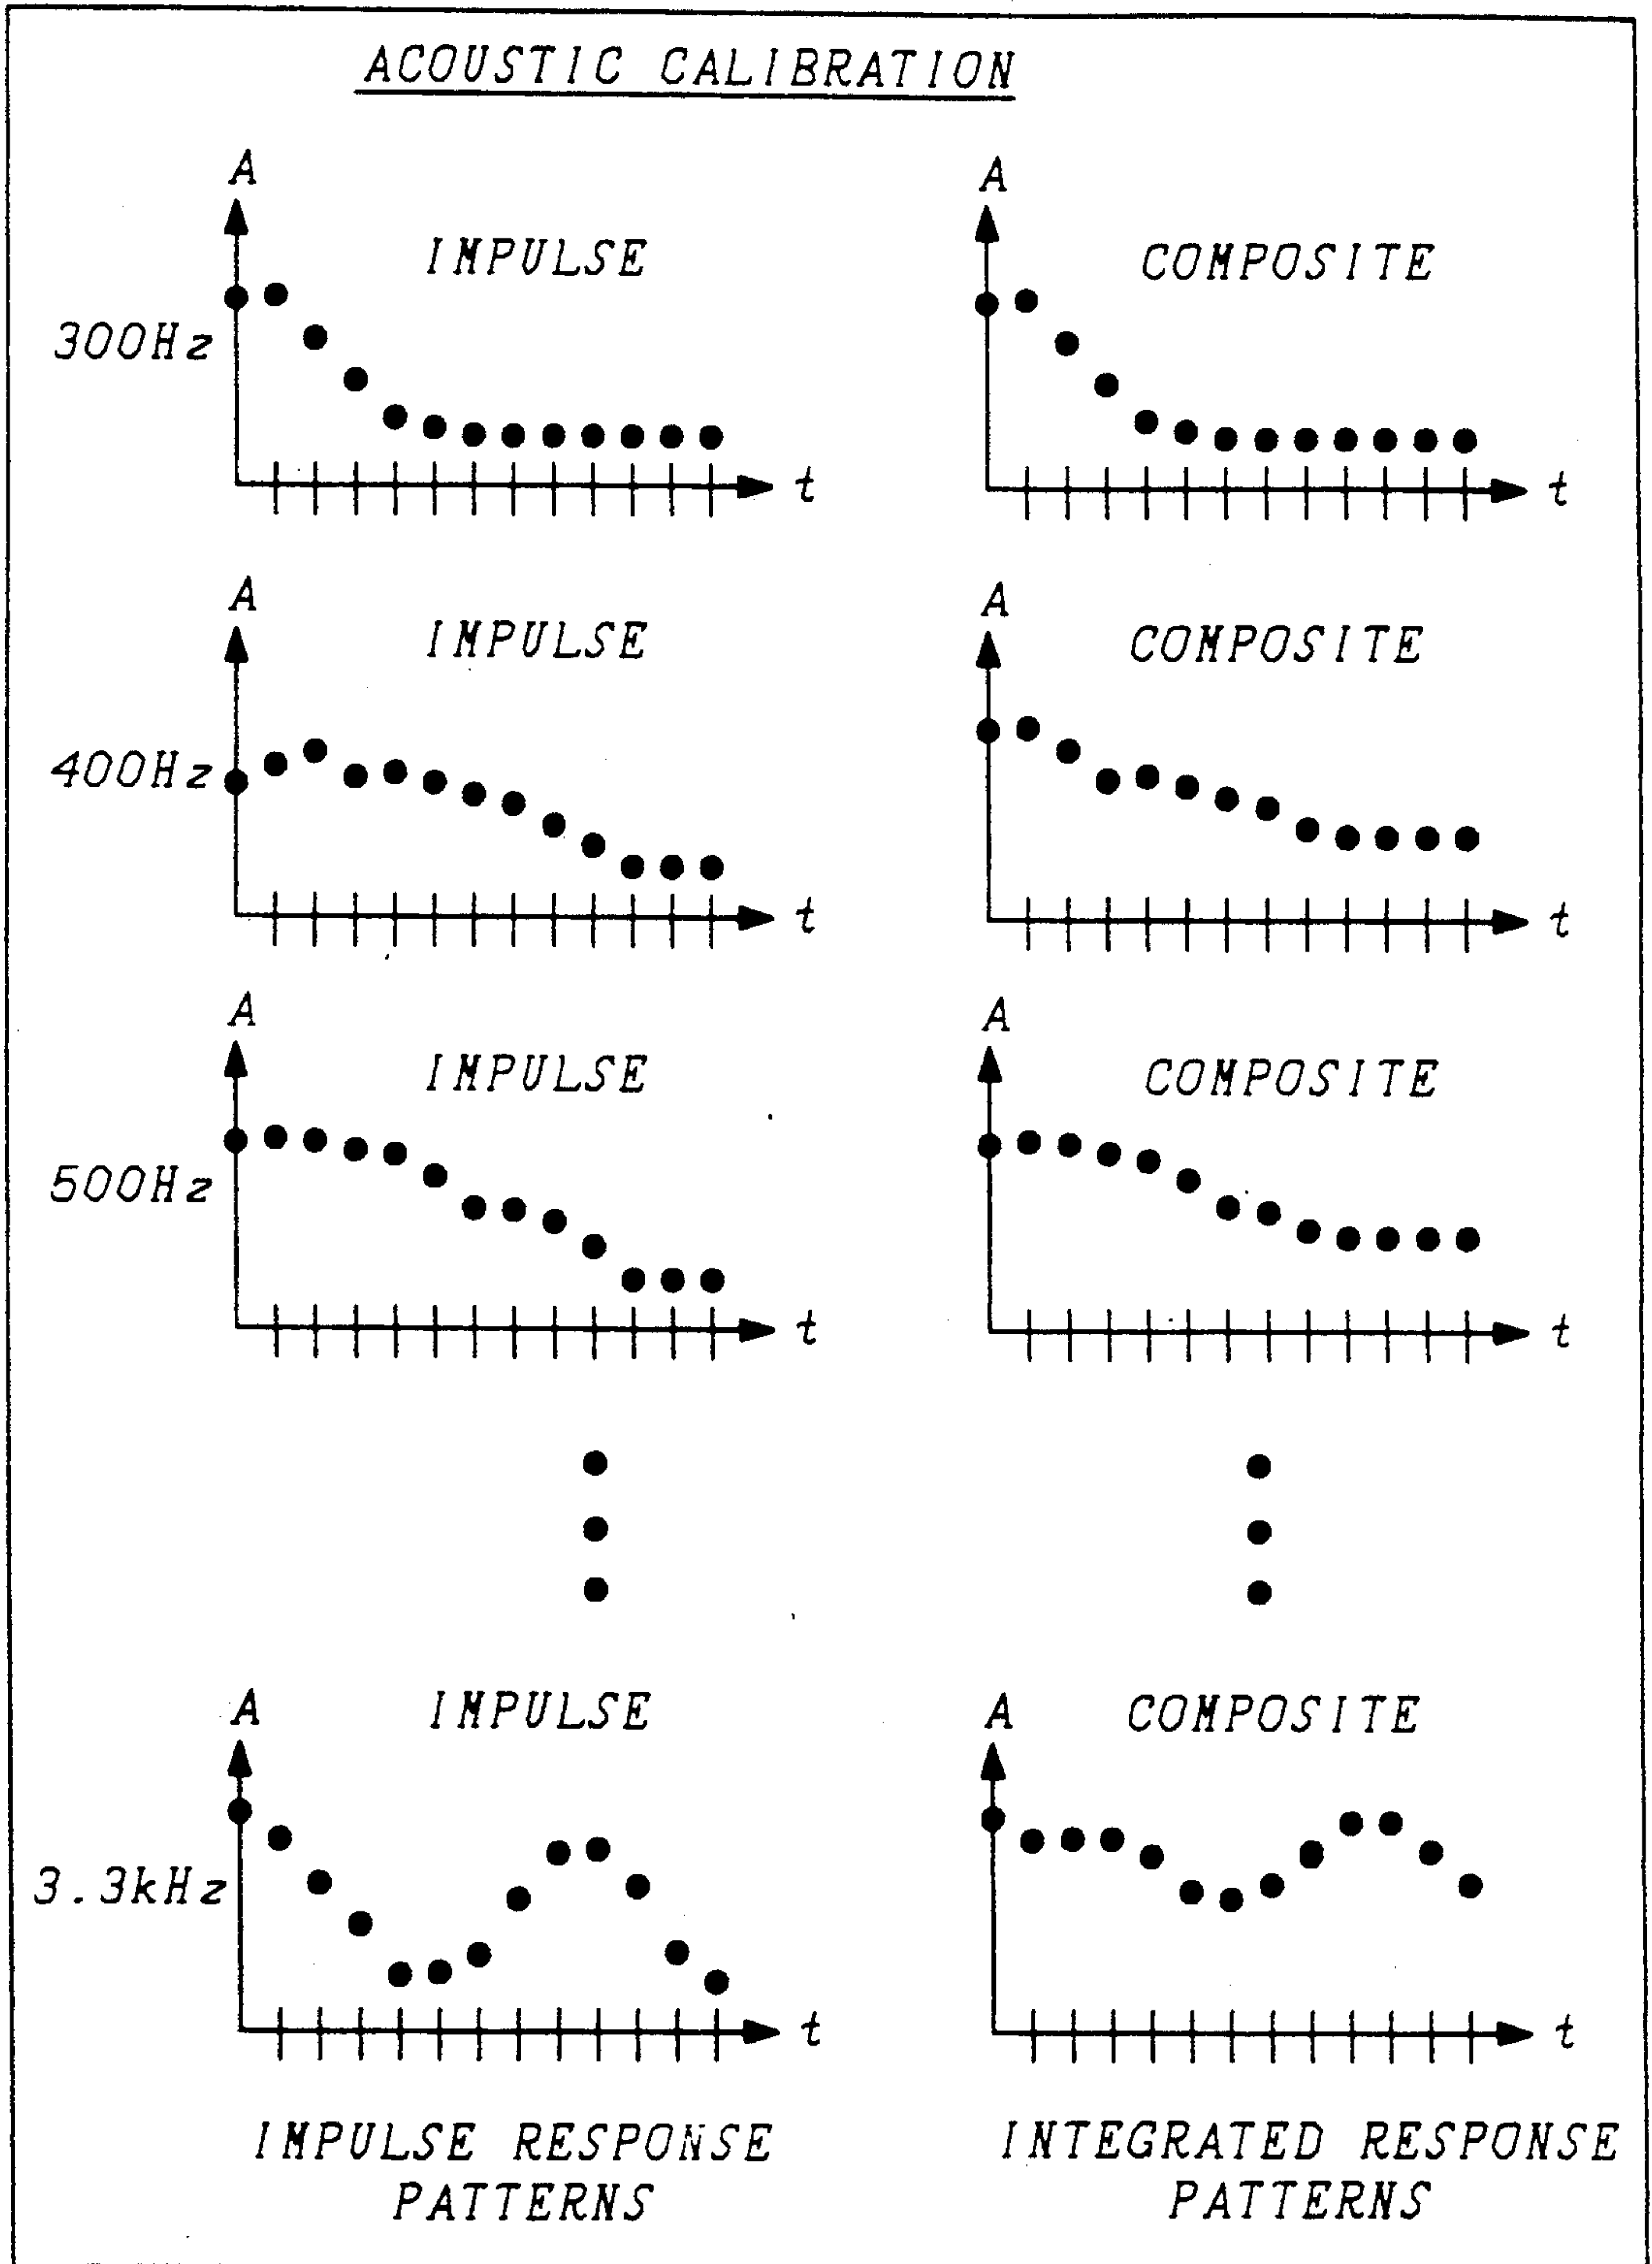 ACOUSTIC CALIBRATION
A
IMPULSE
300Hz
t
A
COMPOSITE
t
A
IMPULSE
400Hz
t
A
COMPOSITE
t
A
IMPULSE
500Hz
t
A
COMPOSITE
t
A
IMPULSE
3.3kHz
t
A
COMPOSITE
t
IMPULSE RESPONSE
PATTERNS
INTEGRATED RESPONSE
PATTERNS